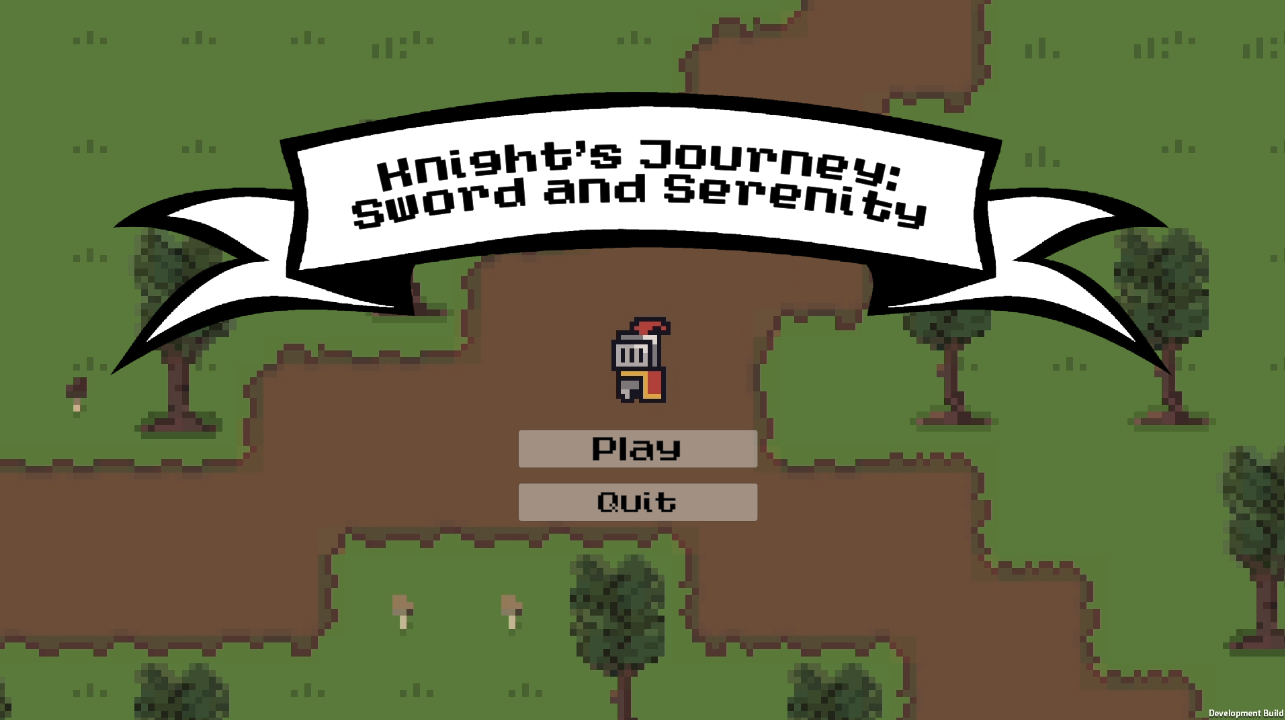 Knight's Journey:
Sword and Serenity
Play
Quit
Development Build